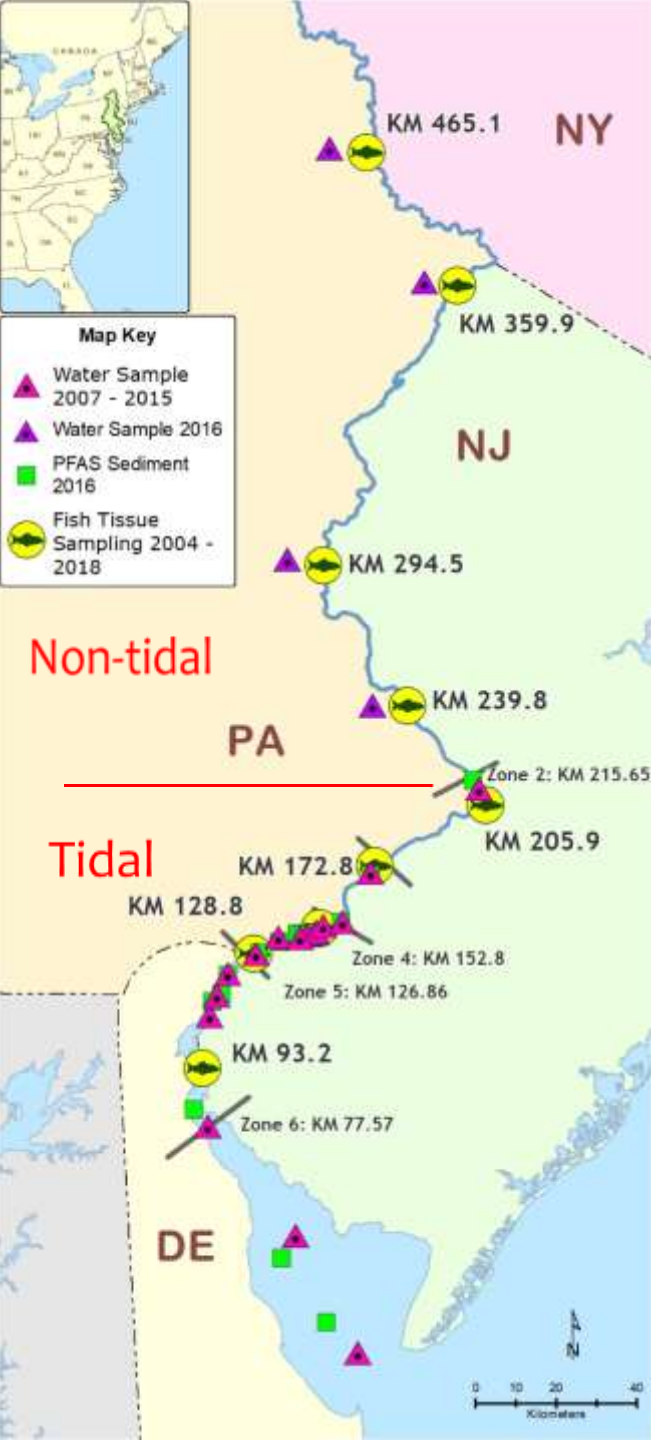 CANADA
KM 465.1
NY
KM 359.9
Map Key
Water Sample
2007 - 2015
Water Sample 2016
PFAS Sediment
2016
Fish Tissue
Sampling 2004 -
2018
NJ
KM 294.5
Non-tidal
KM 239.8
PA
Zone 2: KM 215.65
KM 205.9
Tidal
KM 172.8
KM 128.8
Zone 4: KM 152.8
Zone 5: KM 126.86
KM 93.2
Zone 6: KM 77.57
DE
N
0 10 20 40
Kilometers